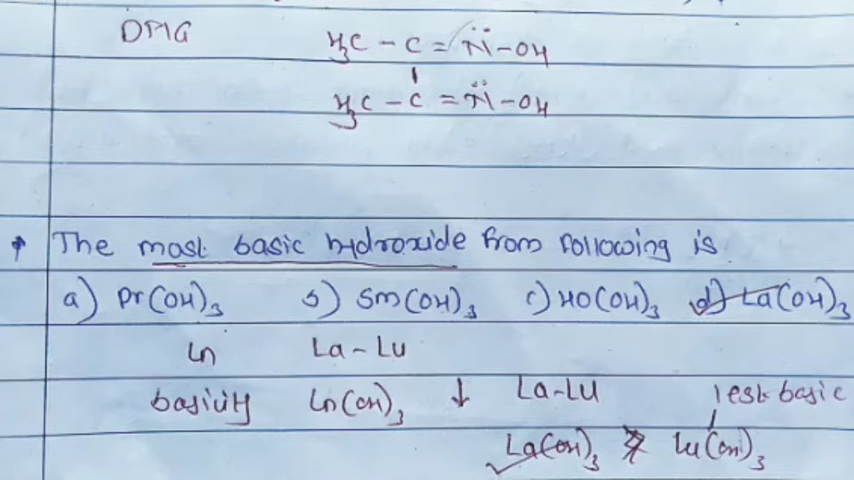 DMG H3C - C = N̈ - OH
|
H3C - C = N̈ - OH
The most basic hydroxide from following is
a) Pr(OH)3 b) Sm(OH)3 c) HO(OH)3 d) La(OH)3
Ln La - Lu
basicity Ln(OH)3 ↓ La-LU lest basic
La(OH)3 > Lu(OH)3